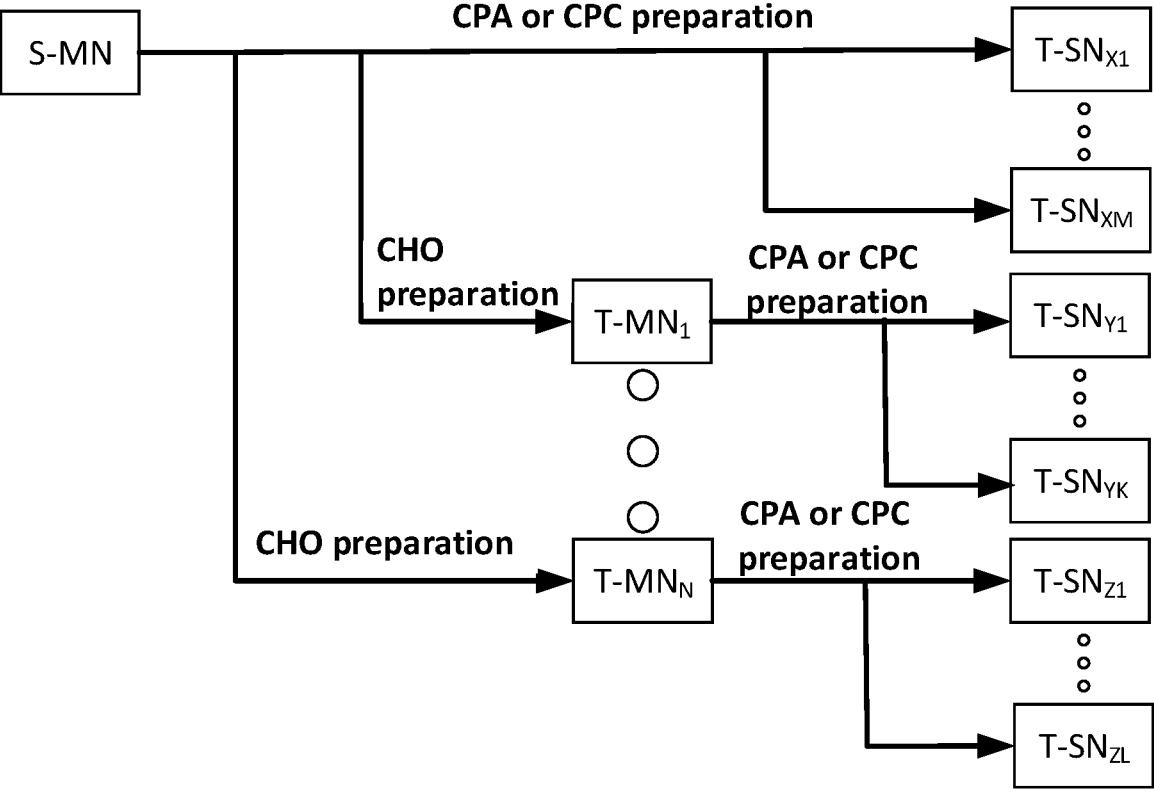 CPA or CPC preparation
S-MN
T-SNX1
T-SNXM
CHO
preparation
CPA or CPC
preparation
T-MN1
T-SNY1
T-SNYK
CHO preparation
CPA or CPC
preparation
T-MNN
T-SNZ1
T-SNZL